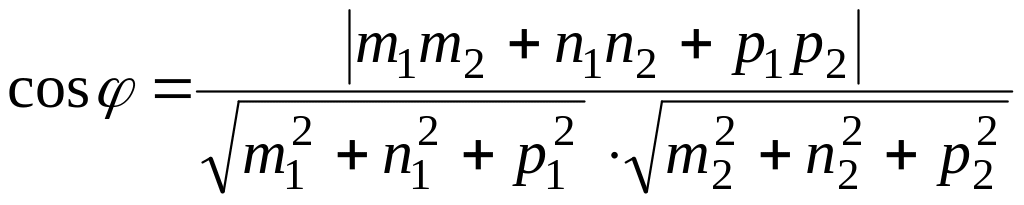 cos φ = |m₁m₂ + n₁n₂ + p₁p₂| / √(m₁² + n₁² + p₁²) · √(m₂² + n₂² + p₂²)